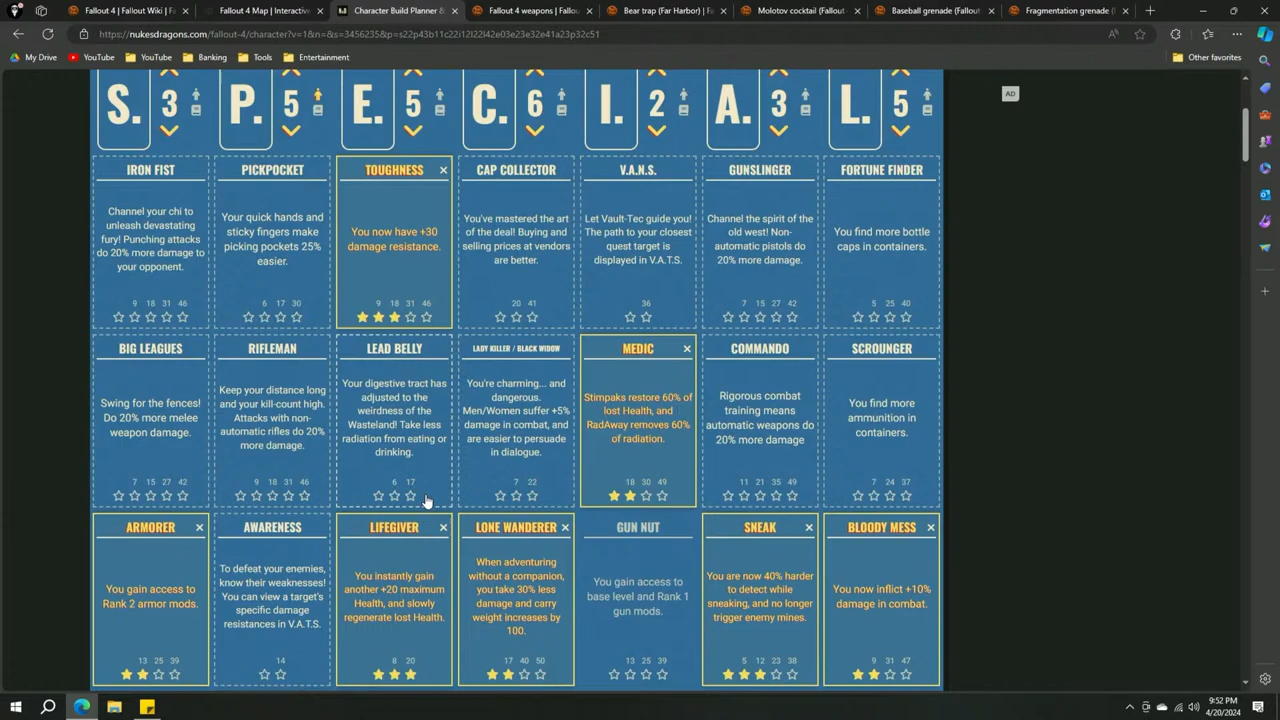 Fallout 4 | Fallout Wiki | Fa
Fallout 4 Map | Interactive
Character Build Planner &
Fallout 4 weapons | Fallou
Bear trap (Far Harbor) | Fa
Molotov cocktail (Fallout 4
Baseball grenade (Fallout
Fragmentation grenade (
https://nukesdragons.com/fallout-4/character?v=1&n=&s=3456235&p=s22p43b11c22i12l22l42e03e23e32e41a23p32c51
My Drive
YouTube
YouTube
Banking
Tools
Entertainment
Other favorites
AD
S. 3
P. 5
E. 5
C. 6
I. 2
A. 3
L. 5
IRON FIST
Channel your chi to
unleash devastating
fury! Punching attacks
do 20% more damage to
your opponent.
9 18 31 46
PICKPOCKET
Your quick hands and
sticky fingers make
picking pockets 25%
easier.
6 17 30
TOUGHNESS
You now have +30
damage resistance.
9 18 31 46
CAP COLLECTOR
You've mastered the art
of the deal! Buying and
selling prices at vendors
are better.
20 41
V.A.N.S.
Let Vault-Tec guide you!
The path to your closest
quest target is
displayed in V.A.T.S.
36
GUNSLINGER
Channel the spirit of the
old west! Non-
automatic pistols do
20% more damage.
7 15 27 42
FORTUNE FINDER
You find more bottle
caps in containers.
5 25 40
BIG LEAGUES
Swing for the fences!
Do 20% more melee
weapon damage.
7 15 27 42
RIFLEMAN
Keep your distance long
and your kill-count high.
Attacks with non-
automatic rifles do 20%
more damage.
9 18 31 46
LEAD BELLY
Your digestive tract has
adjusted to the
weirdness of the
Wasteland! Take less
radiation from eating or
drinking.
6 17
LADY KILLER / BLACK WIDOW
You're charming... and
dangerous.
Men/Women suffer +5%
damage in combat, and
are easier to persuade
in dialogue.
7 22
MEDIC
Stimpaks restore 60% of
lost Health, and
RadAway removes 60%
of radiation.
18 30 49
COMMANDO
Rigorous combat
training means
automatic weapons do
20% more damage
11 21 35 49
SCROUNGER
You find more
ammunition in
containers.
7 24 37
ARMORER
You gain access to
Rank 2 armor mods.
13 25 39
AWARENESS
To defeat your enemies,
know their weaknesses!
You can view a target's
specific damage
resistances in V.A.T.S.
14
LIFEGIVER
You instantly gain
another +20 maximum
Health, and slowly
regenerate lost Health.
8 20
LONE WANDERER
When adventuring
without a companion,
you take 30% less
damage and carry
weight increases by
100.
17 40 50
GUN NUT
You gain access to
base level and Rank 1
gun mods.
13 25 39
SNEAK
You are now 40% harder
to detect while
sneaking, and no longer
trigger enemy mines.
5 12 23 38
BLOODY MESS
You now inflict +10%
damage in combat.
9 31 47
9:52 PM
4/20/2024